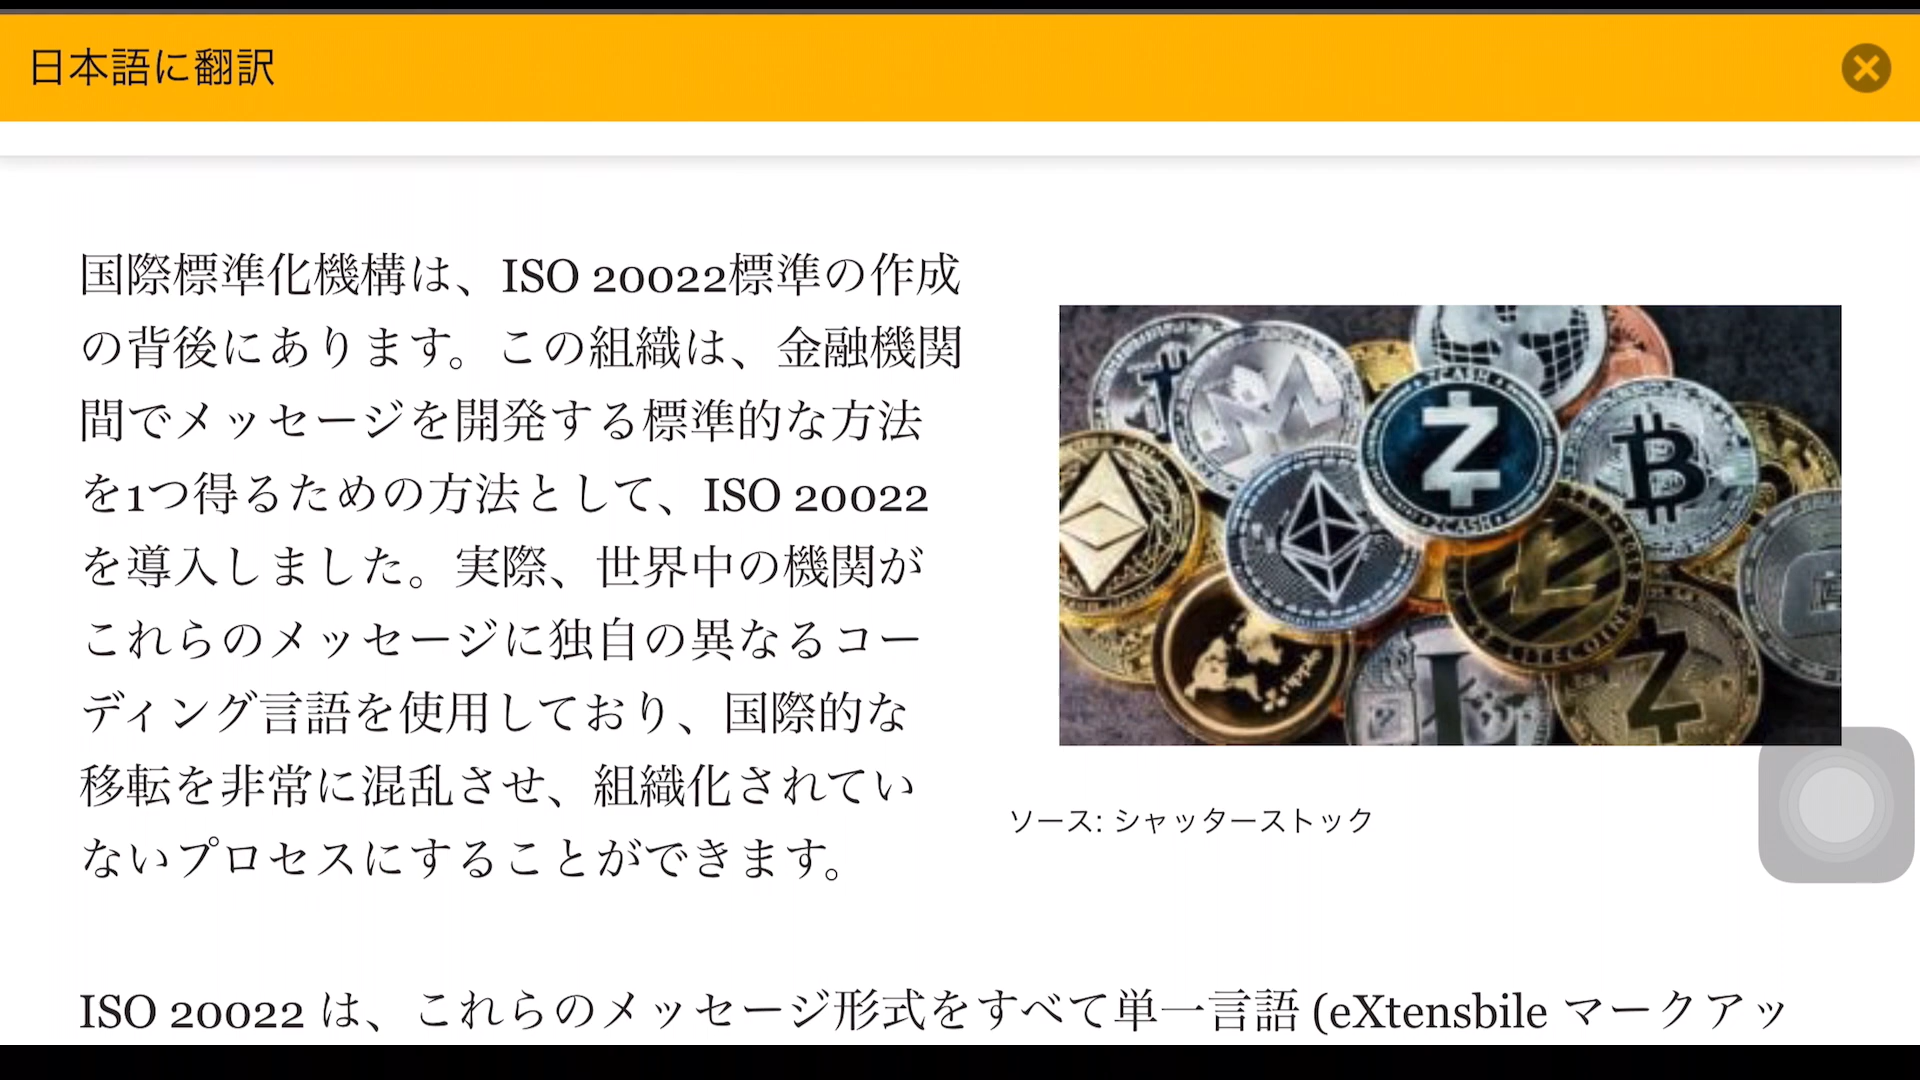 日本語に翻訳
国際標準化機構は、ISO 20022標準の作成
の背後にあります。この組織は、金融機関
間でメッセージを開発する標準的な方法
を1つ得るための方法として、ISO 20022
を導入しました。実際、世界中の機関が
これらのメッセージに独自の異なるコー
ディング言語を使用しており、国際的な
移転を非常に混乱させ、組織化されてい
ないプロセスにすることができます。
ZCASH
ZCASH
LITECOINS
ripple
ソース: シャッターストック
ISO 20022 は、これらのメッセージ形式をすべて単一言語 (eXtensbile マークアッ